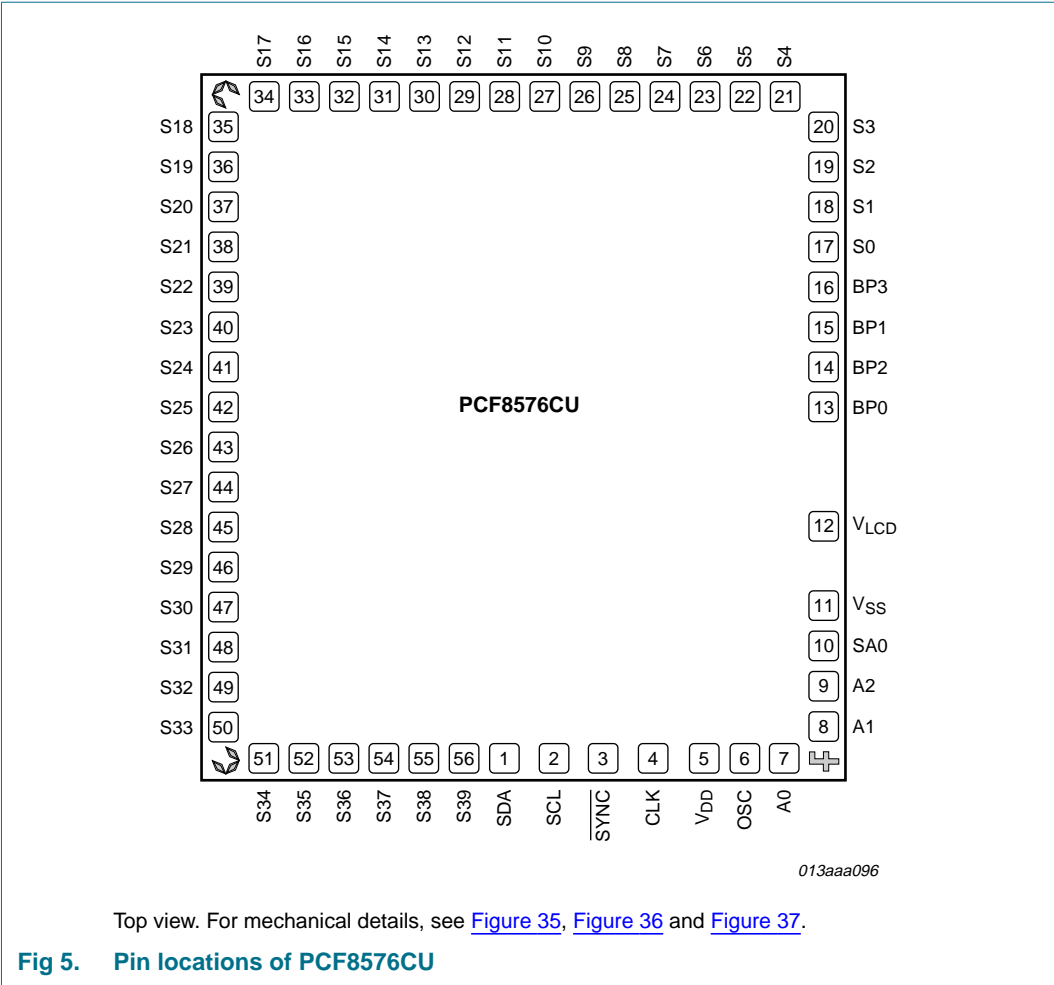 S17 S16 S15 S14 S13 S12 S11 S10 S9 S8 S7 S6 S5 S4
34 33 32 31 30 29 28 27 26 25 24 23 22 21
S18 35 20 S3
S19 36 19 S2
S20 37 18 S1
S21 38 17 S0
S22 39 16 BP3
S23 40 15 BP1
S24 41 14 BP2
S25 42 PCF8576CU 13 BP0
S26 43
S27 44
S28 45 12 VLCD
S29 46
S30 47 11 VSS
S31 48 10 SA0
S32 49 9 A2
S33 50 8 A1
51 52 53 54 55 56 1 2 3 4 5 6 7
S34 S35 S36 S37 S38 S39 SDA SCL SYNC CLK VDD OSC A0
013aaa096
Top view. For mechanical details, see Figure 35, Figure 36 and Figure 37.
Fig 5. Pin locations of PCF8576CU